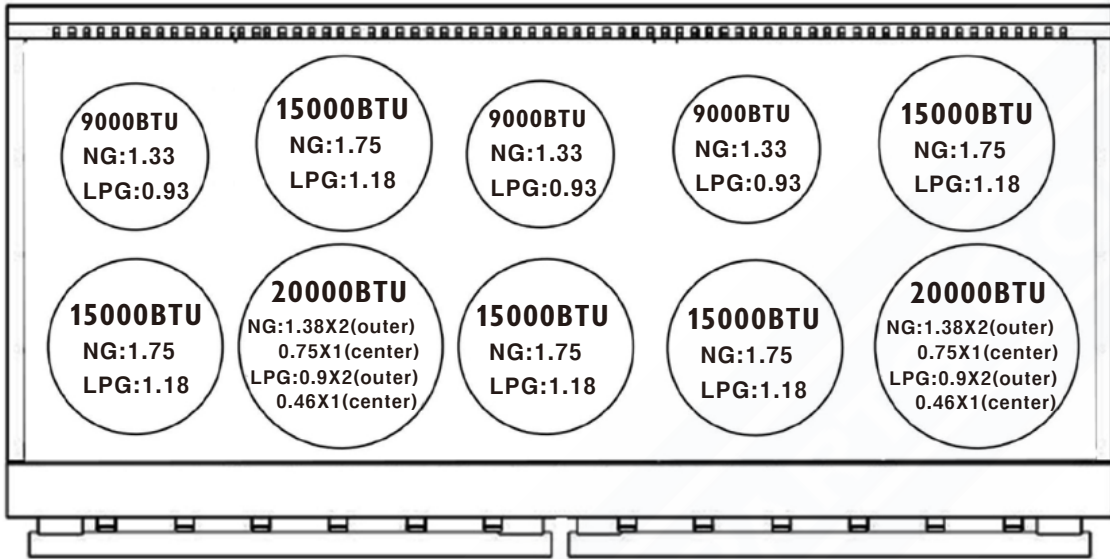 9000BTU
NG:1.33
LPG:0.93
15000BTU
NG:1.75
LPG:1.18
9000BTU
NG:1.33
LPG:0.93
9000BTU
NG:1.33
LPG:0.93
15000BTU
NG:1.75
LPG:1.18
15000BTU
NG:1.75
LPG:1.18
20000BTU
NG:1.38X2(outer)
0.75X1(center)
LPG:0.9X2(outer)
0.46X1(center)
15000BTU
NG:1.75
LPG:1.18
15000BTU
NG:1.75
LPG:1.18
20000BTU
NG:1.38X2(outer)
0.75X1(center)
LPG:0.9X2(outer)
0.46X1(center)